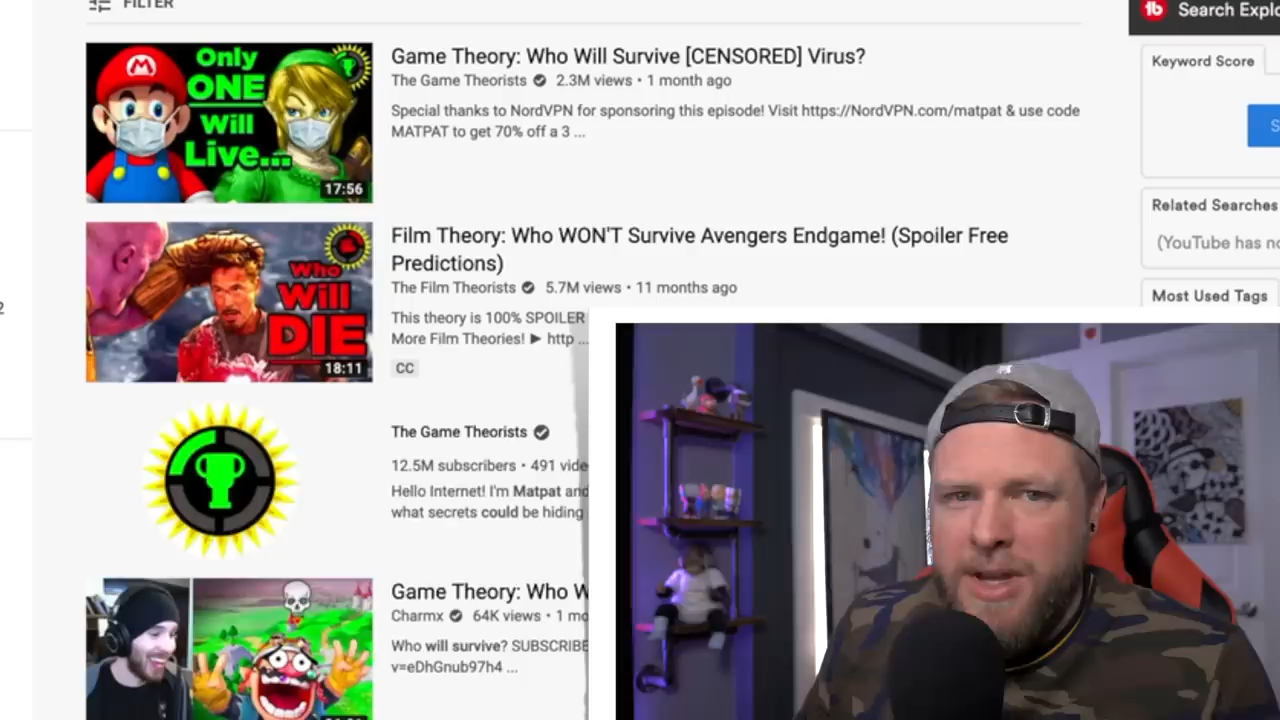 FILTER
Search Explo
Only
ONE
Will
Live...
17:56
Game Theory: Who Will Survive [CENSORED] Virus?
The Game Theorists 2.3M views • 1 month ago
Special thanks to NordVPN for sponsoring this episode! Visit https://NordVPN.com/matpat & use code
MATPAT to get 70% off a 3 ...
Keyword Score
S
Related Searches
(YouTube has no
Most Used Tags
Who
Will
DIE
18:11
Film Theory: Who WON'T Survive Avengers Endgame! (Spoiler Free
Predictions)
The Film Theorists 5.7M views • 11 months ago
This theory is 100% SPOILER
More Film Theories! ► http ...
CC
2
The Game Theorists
12.5M subscribers • 491 vide
Hello Internet! I'm Matpat and
what secrets could be hiding
Game Theory: Who W
Charmx 64K views • 1 mo
Who will survive? SUBSCRIBE
v=eDhGnub97h4 ...